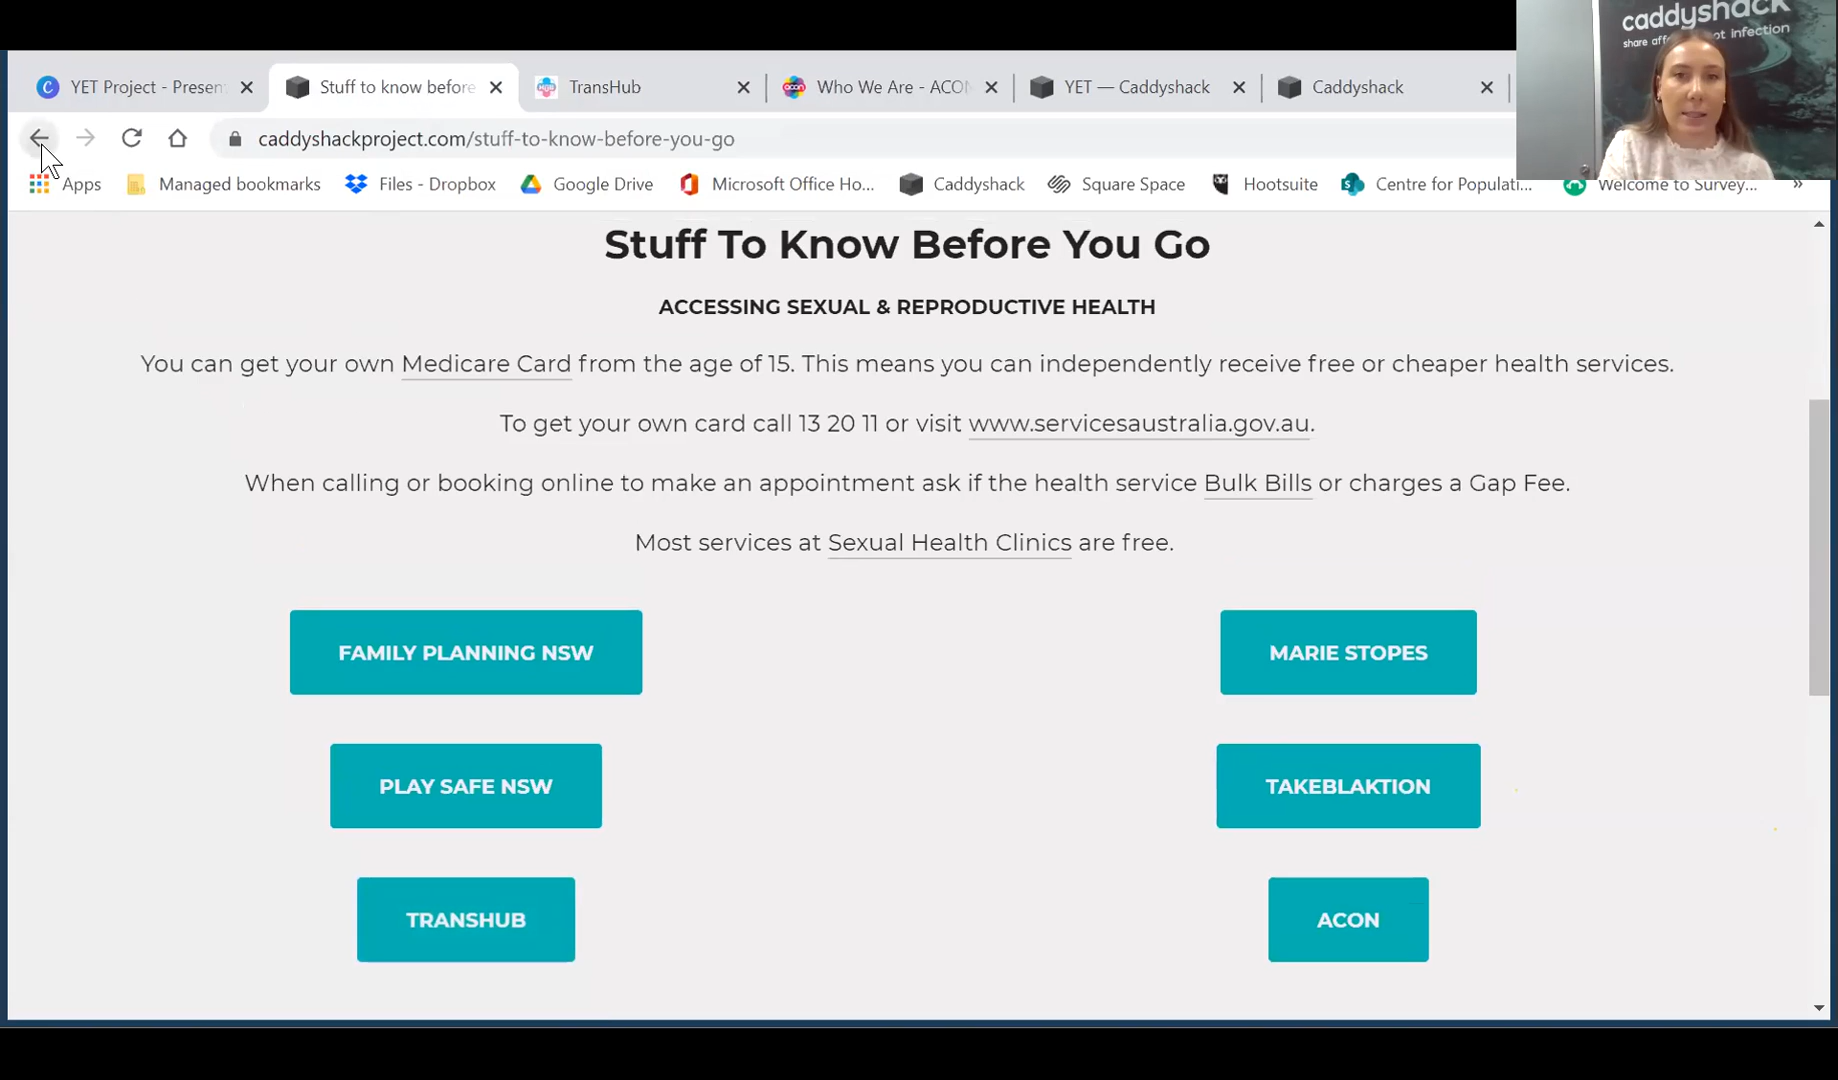 caddyshack
share affe ot infection
YET Project - Presen
Stuff to know before
TransHub
Who We Are - ACON
YET — Caddyshack
Caddyshack
caddyshackproject.com/stuff-to-know-before-you-go
Apps
Managed bookmarks
Files - Dropbox
Google Drive
Microsoft Office Ho...
Caddyshack
Square Space
Hootsuite
Centre for Populati...
Welcome to Survey...
»
Stuff To Know Before You Go
ACCESSING SEXUAL & REPRODUCTIVE HEALTH
You can get your own Medicare Card from the age of 15. This means you can independently receive free or cheaper health services.
To get your own card call 13 20 11 or visit www.servicesaustralia.gov.au.
When calling or booking online to make an appointment ask if the health service Bulk Bills or charges a Gap Fee.
Most services at Sexual Health Clinics are free.
FAMILY PLANNING NSW
MARIE STOPES
PLAY SAFE NSW
TAKEBLAKTION
TRANSHUB
ACON